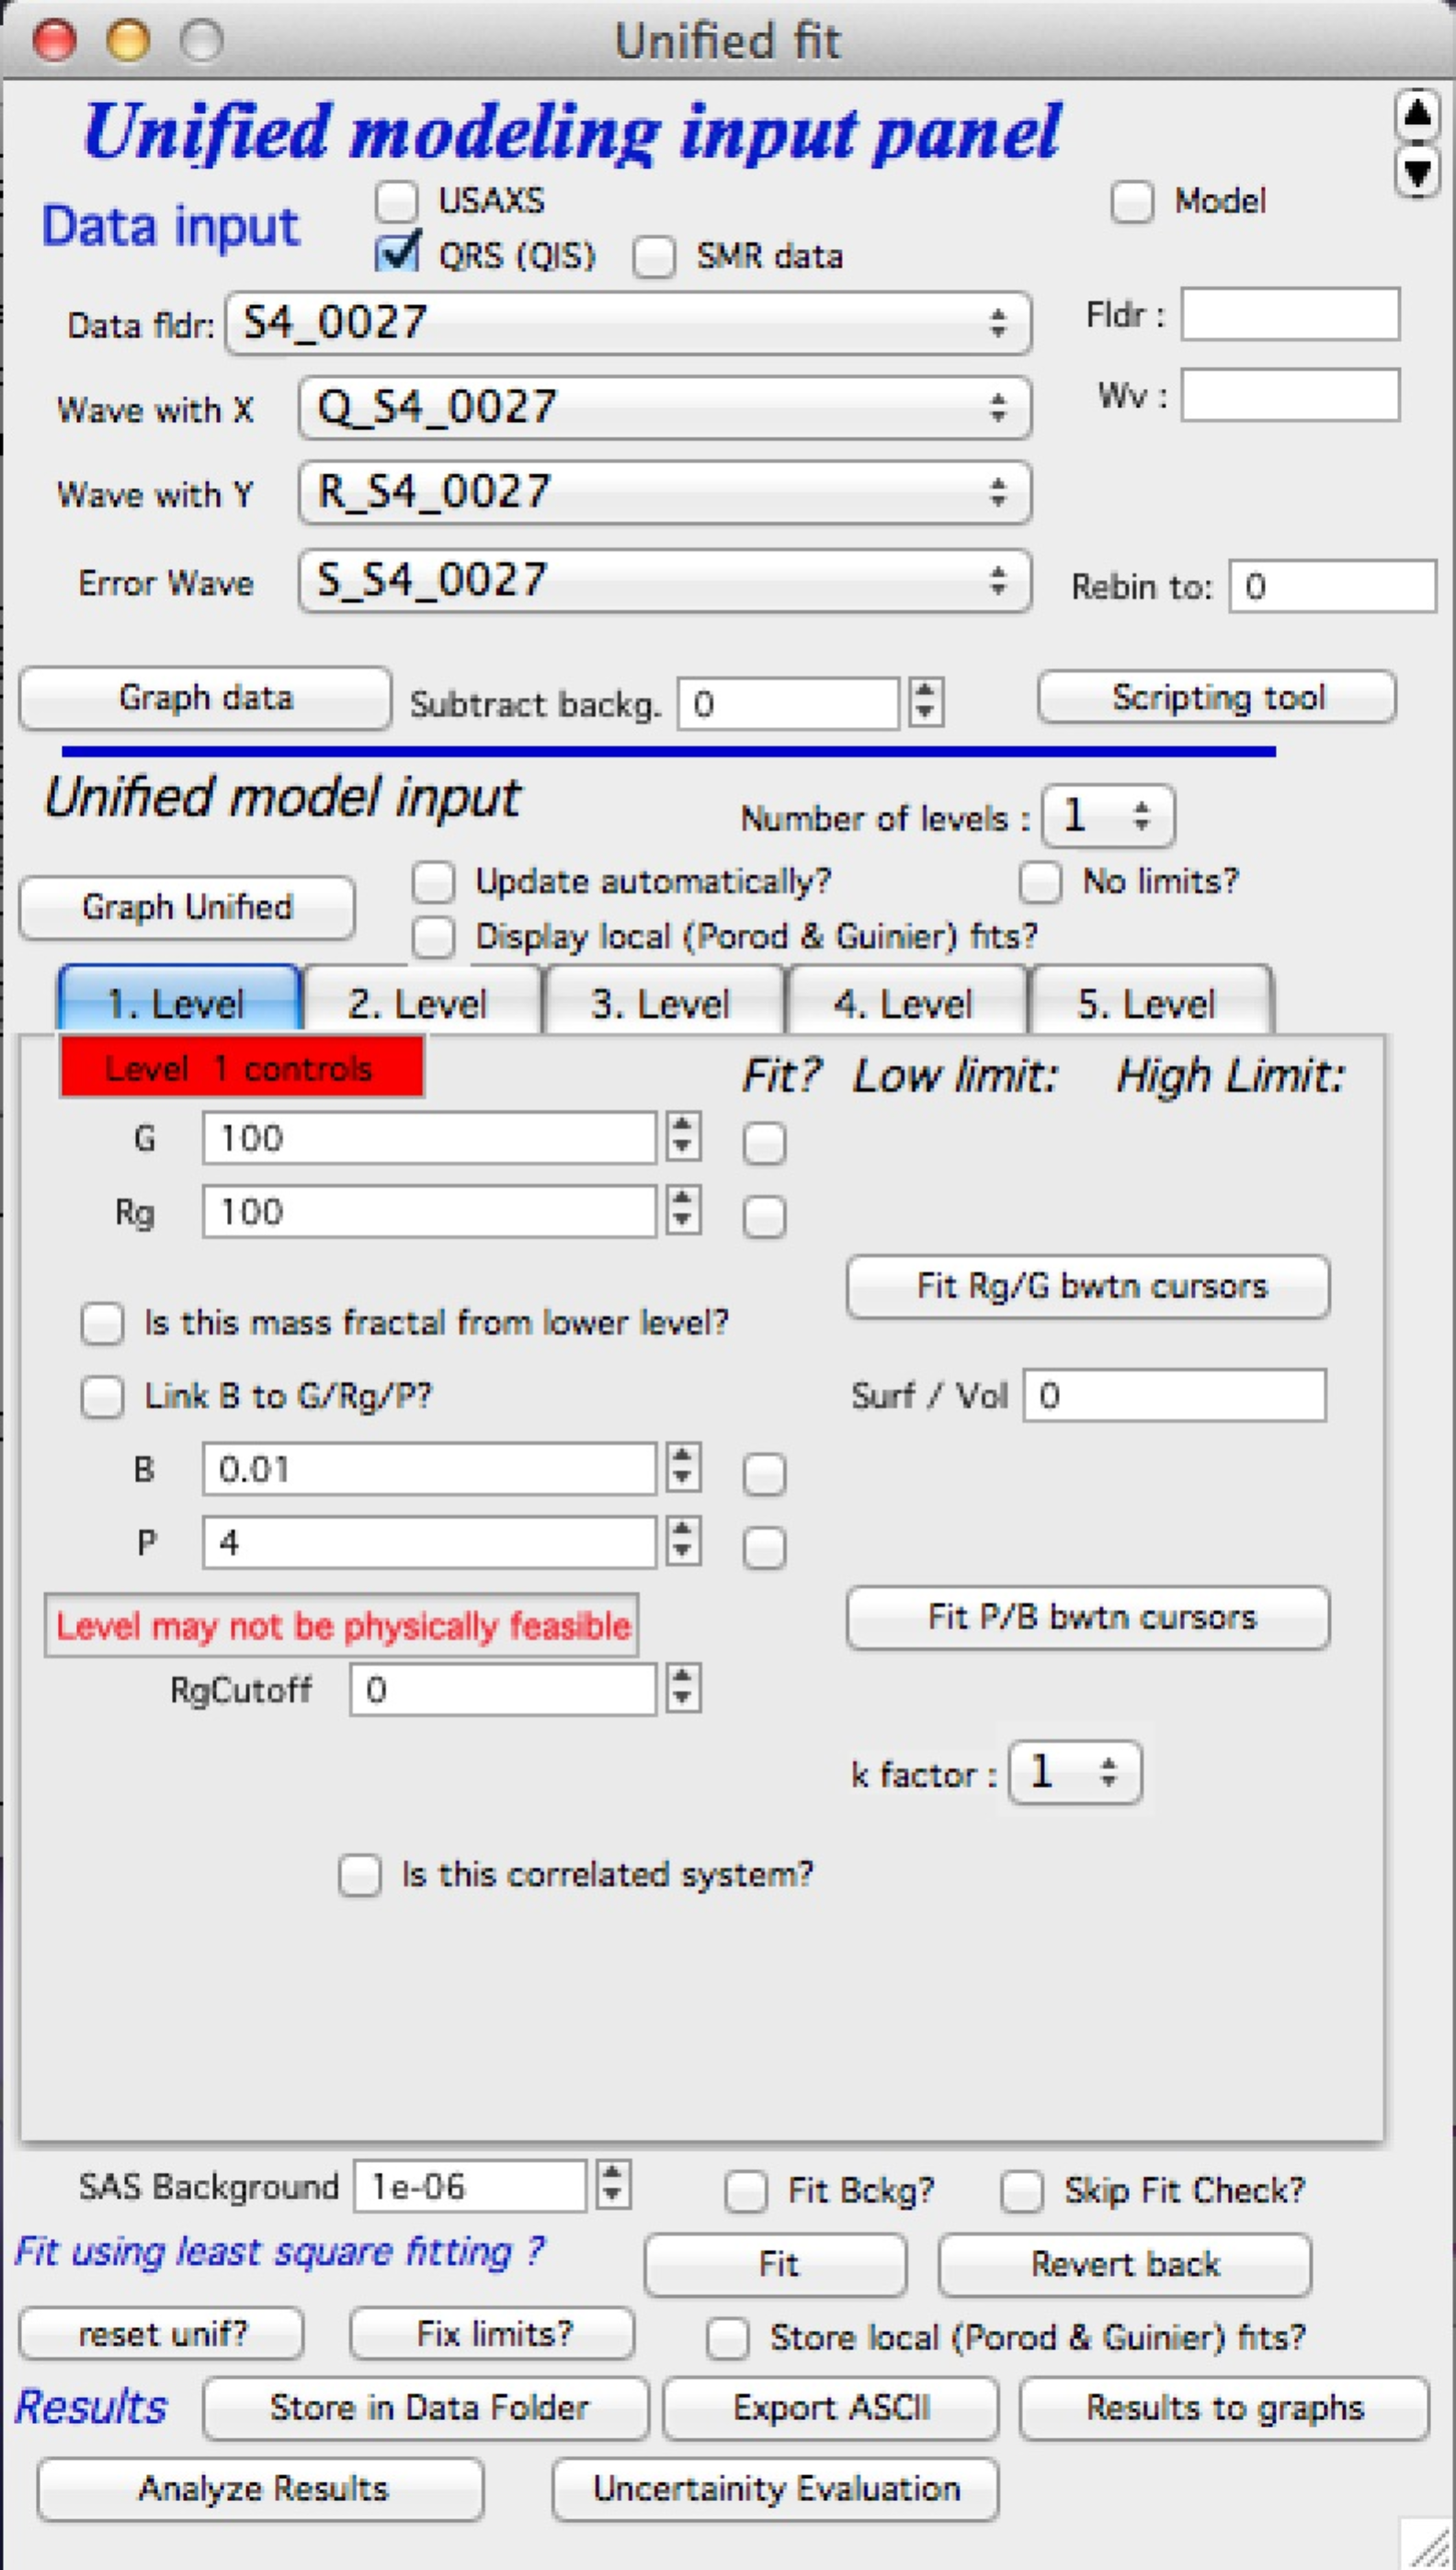 Unified fit
Unified modeling input panel
Data input
USAXS
Model
QRS (QIS)
SMR data
Data fldr: S4_0027
Fldr :
Wave with X Q_S4_0027
Wv :
Wave with Y R_S4_0027
Error Wave S_S4_0027
Rebin to: 0
Graph data
Subtract backg. 0
Scripting tool
Unified model input
Number of levels : 1
Graph Unified
Update automatically?
No limits?
Display local (Porod & Guinier) fits?
1. Level
2. Level
3. Level
4. Level
5. Level
Level 1 controls
Fit? Low limit: High Limit:
G 100
Rg 100
Fit Rg/G bwtn cursors
Is this mass fractal from lower level?
Link B to G/Rg/P?
Surf / Vol 0
B 0.01
P 4
Level may not be physically feasible
Fit P/B bwtn cursors
RgCutoff 0
k factor : 1
Is this correlated system?
SAS Background 1e-06
Fit Bckg?
Skip Fit Check?
Fit using least square fitting ?
Fit
Revert back
reset unif?
Fix limits?
Store local (Porod & Guinier) fits?
Results
Store in Data Folder
Export ASCII
Results to graphs
Analyze Results
Uncertainity Evaluation